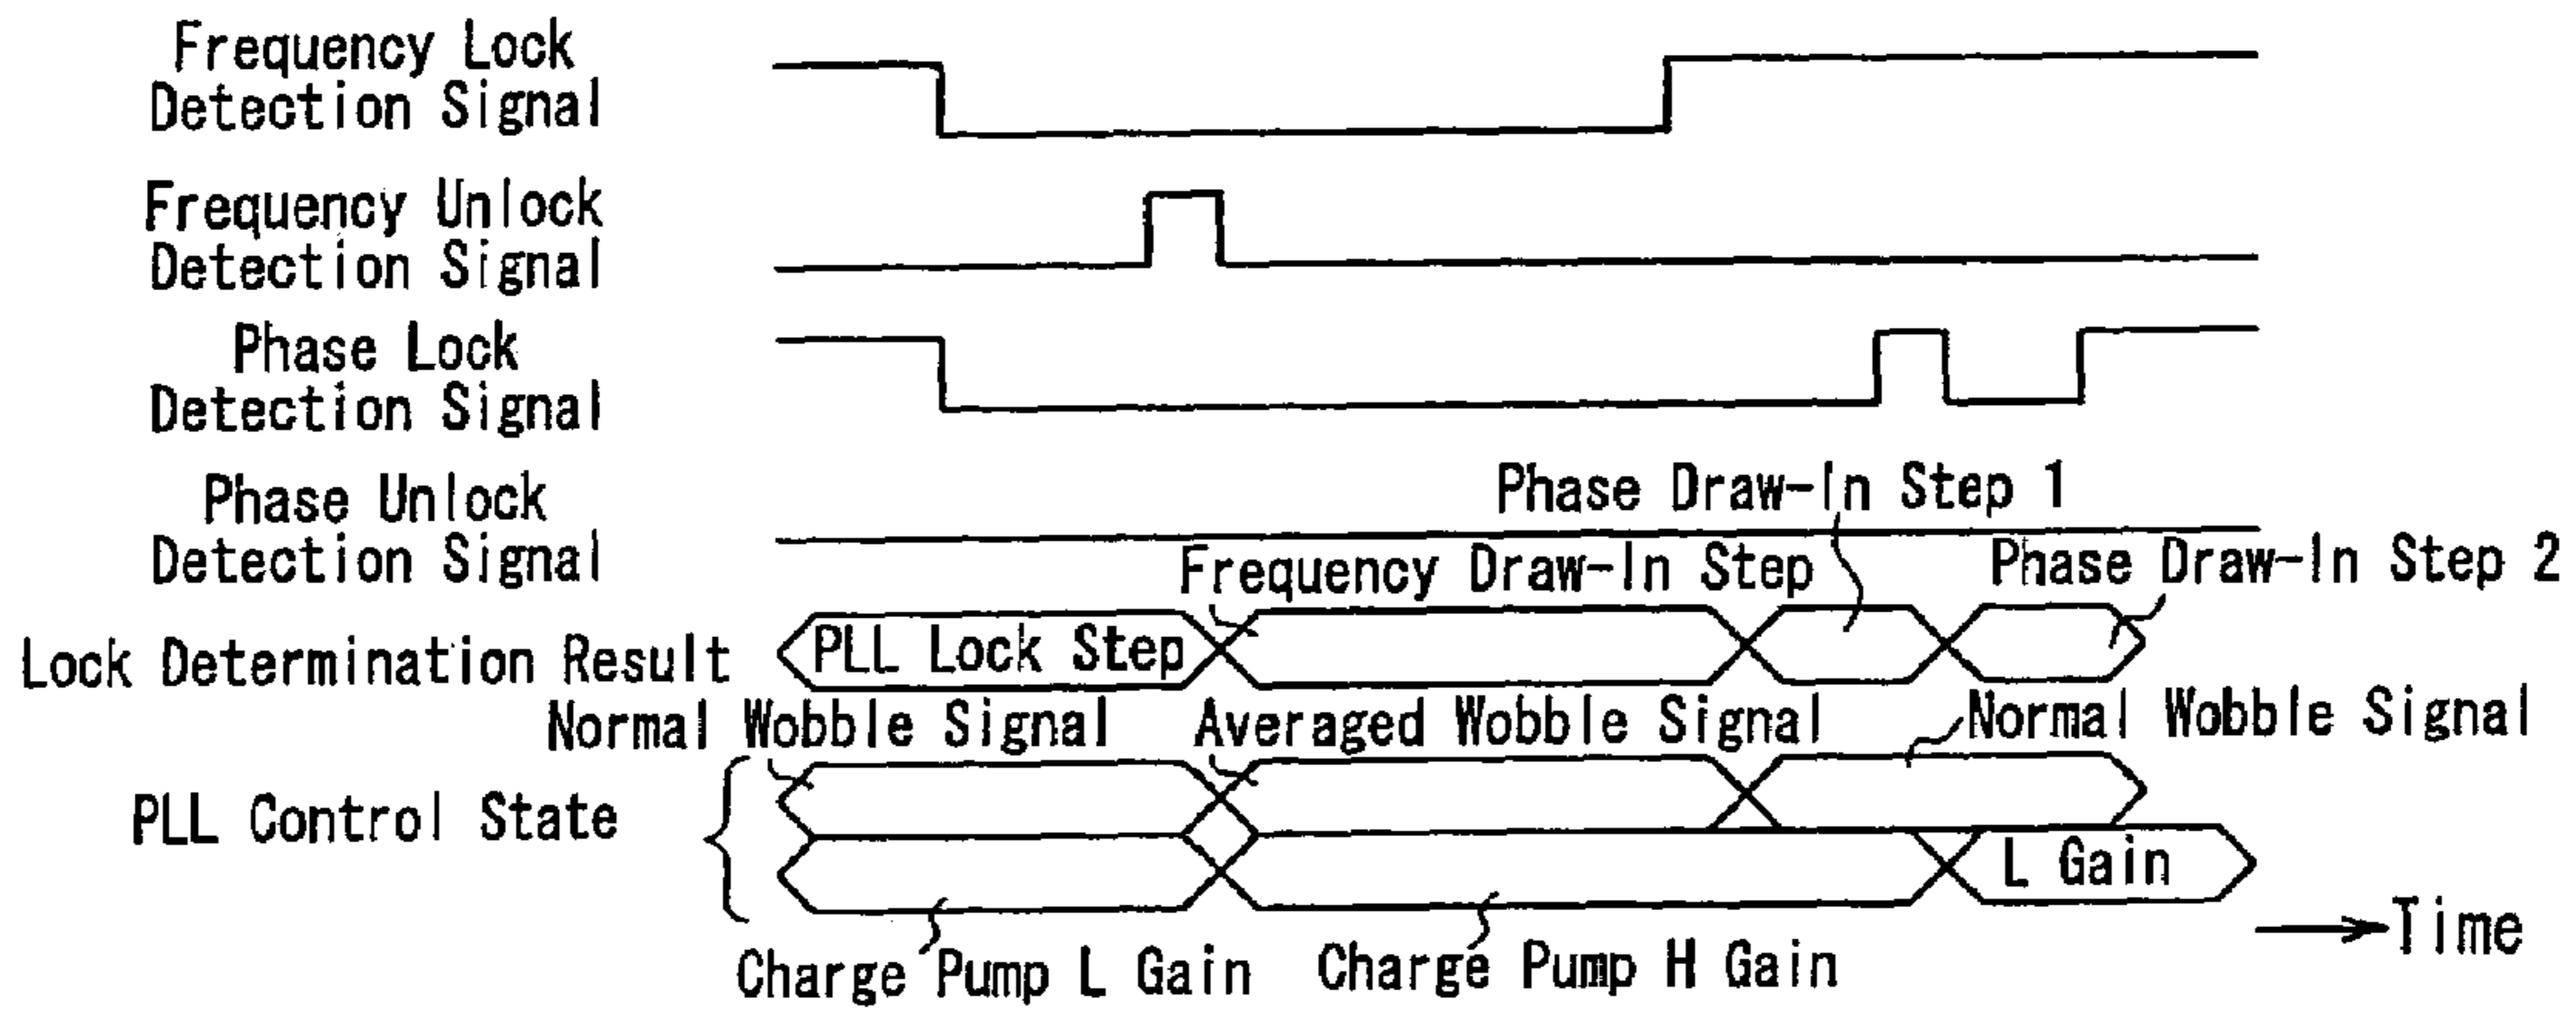 Frequency Lock
Detection Signal
Frequency Unlock
Detection Signal
Phase Lock
Detection Signal
Phase Unlock
Detection Signal
Phase Draw-In Step 1
Frequency Draw-In Step
Phase Draw-In Step 2
Lock Determination Result
PLL Lock Step
Normal Wobble Signal
Averaged Wobble Signal
Normal Wobble Signal
PLL Control State
L Gain
Time
Charge Pump L Gain
Charge Pump H Gain